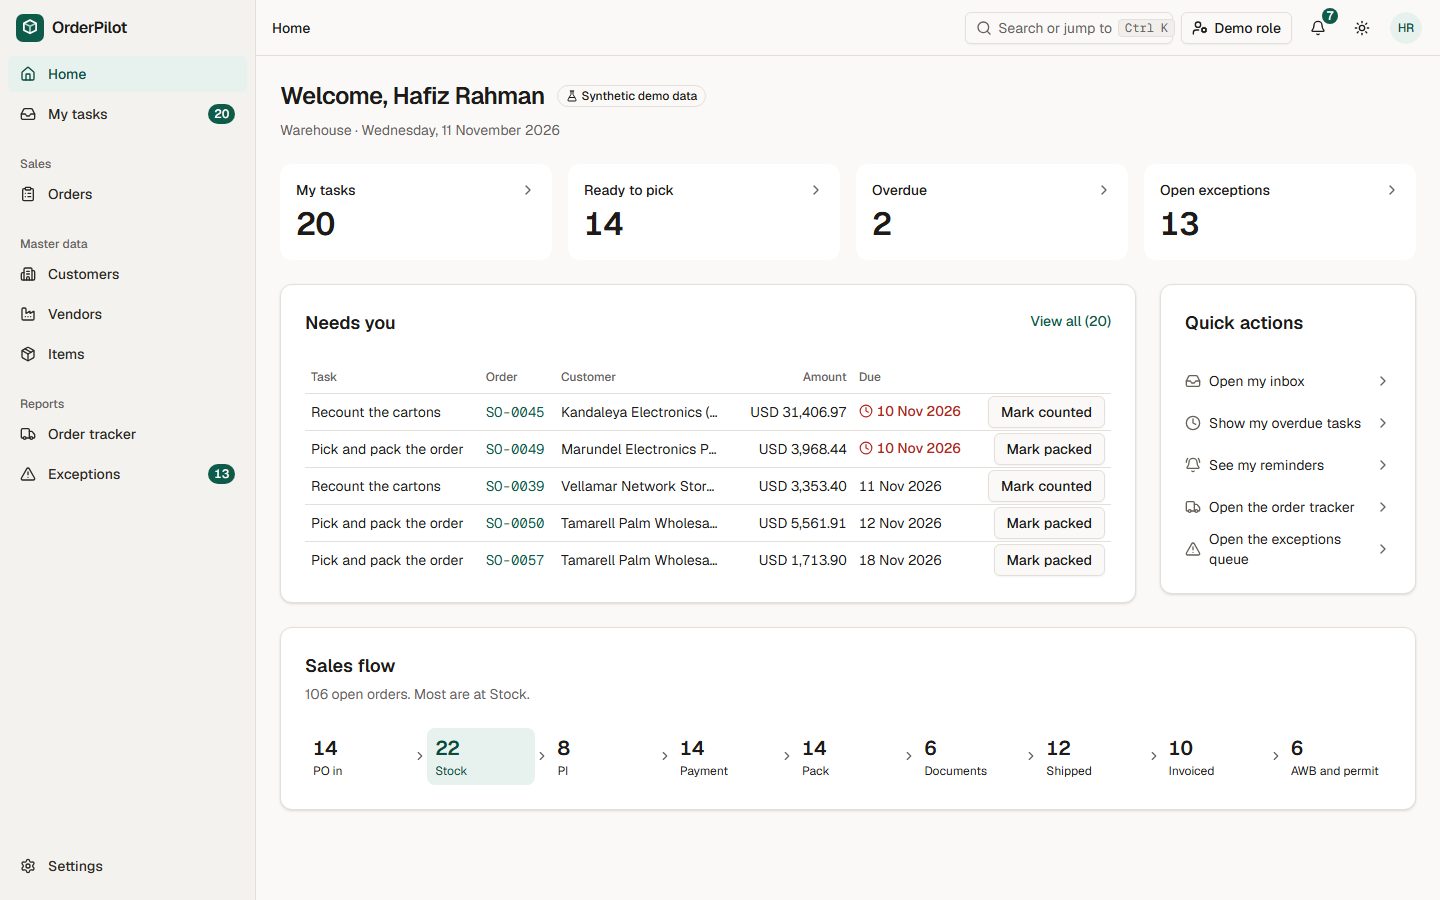 OrderPilot
Home
Search or jump to Ctrl K
Demo role
7
HR
Home
My tasks 20
Sales
Orders
Master data
Customers
Vendors
Items
Reports
Order tracker
Exceptions 13
Settings
Welcome, Hafiz Rahman Synthetic demo data
Warehouse · Wednesday, 11 November 2026
My tasks
20
Ready to pick
14
Overdue
2
Open exceptions
13
Needs you View all (20)
Task Order Customer Amount Due
Recount the cartons SO-0045 Kandaleya Electronics (... USD 31,406.97 10 Nov 2026 Mark counted
Pick and pack the order SO-0049 Marundel Electronics P... USD 3,968.44 10 Nov 2026 Mark packed
Recount the cartons SO-0039 Vellamar Network Stor... USD 3,353.40 11 Nov 2026 Mark counted
Pick and pack the order SO-0050 Tamarell Palm Wholesa... USD 5,561.91 12 Nov 2026 Mark packed
Pick and pack the order SO-0057 Tamarell Palm Wholesa... USD 1,713.90 18 Nov 2026 Mark packed
Quick actions
Open my inbox
Show my overdue tasks
See my reminders
Open the order tracker
Open the exceptions
queue
Sales flow
106 open orders. Most are at Stock.
14 22 8 14 14 6 12 10 6
PO in Stock PI Payment Pack Documents Shipped Invoiced AWB and permit